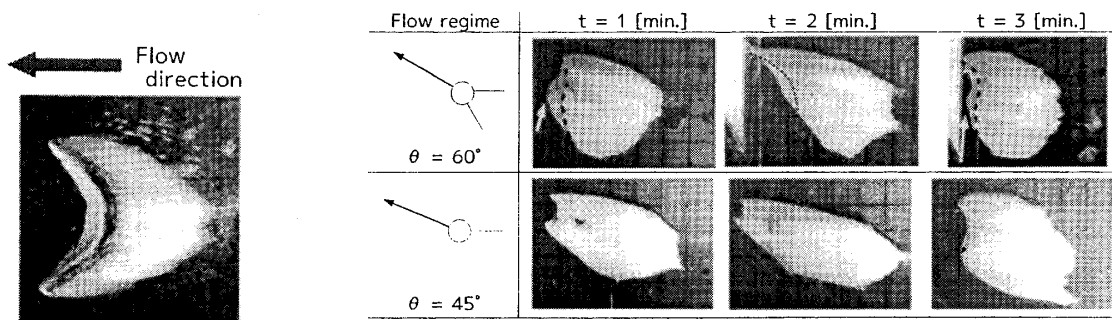 Flow
direction
Flow regime
t = 1 [min.]
t = 2 [min.]
t = 3 [min.]
θ = 60°
θ = 45°